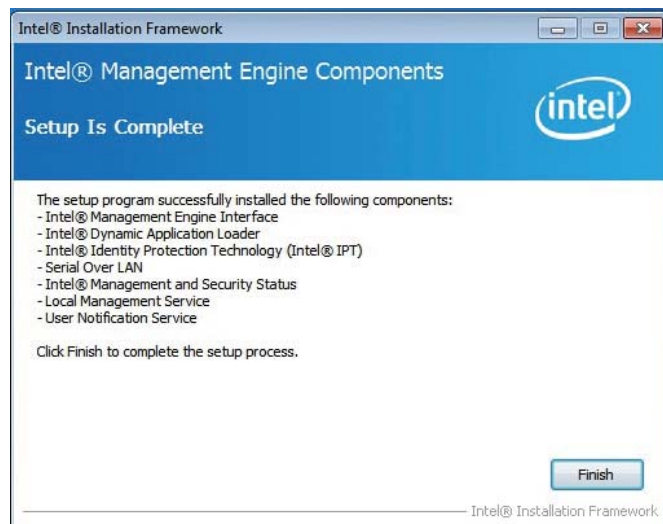 Intel® Installation Framework
Intel® Management Engine Components
intel
Setup Is Complete
The setup program successfully installed the following components:
- Intel® Management Engine Interface
- Intel® Dynamic Application Loader
- Intel® Identity Protection Technology (Intel® IPT)
- Serial Over LAN
- Intel® Management and Security Status
- Local Management Service
- User Notification Service
Click Finish to complete the setup process.
Finish
Intel® Installation Framework